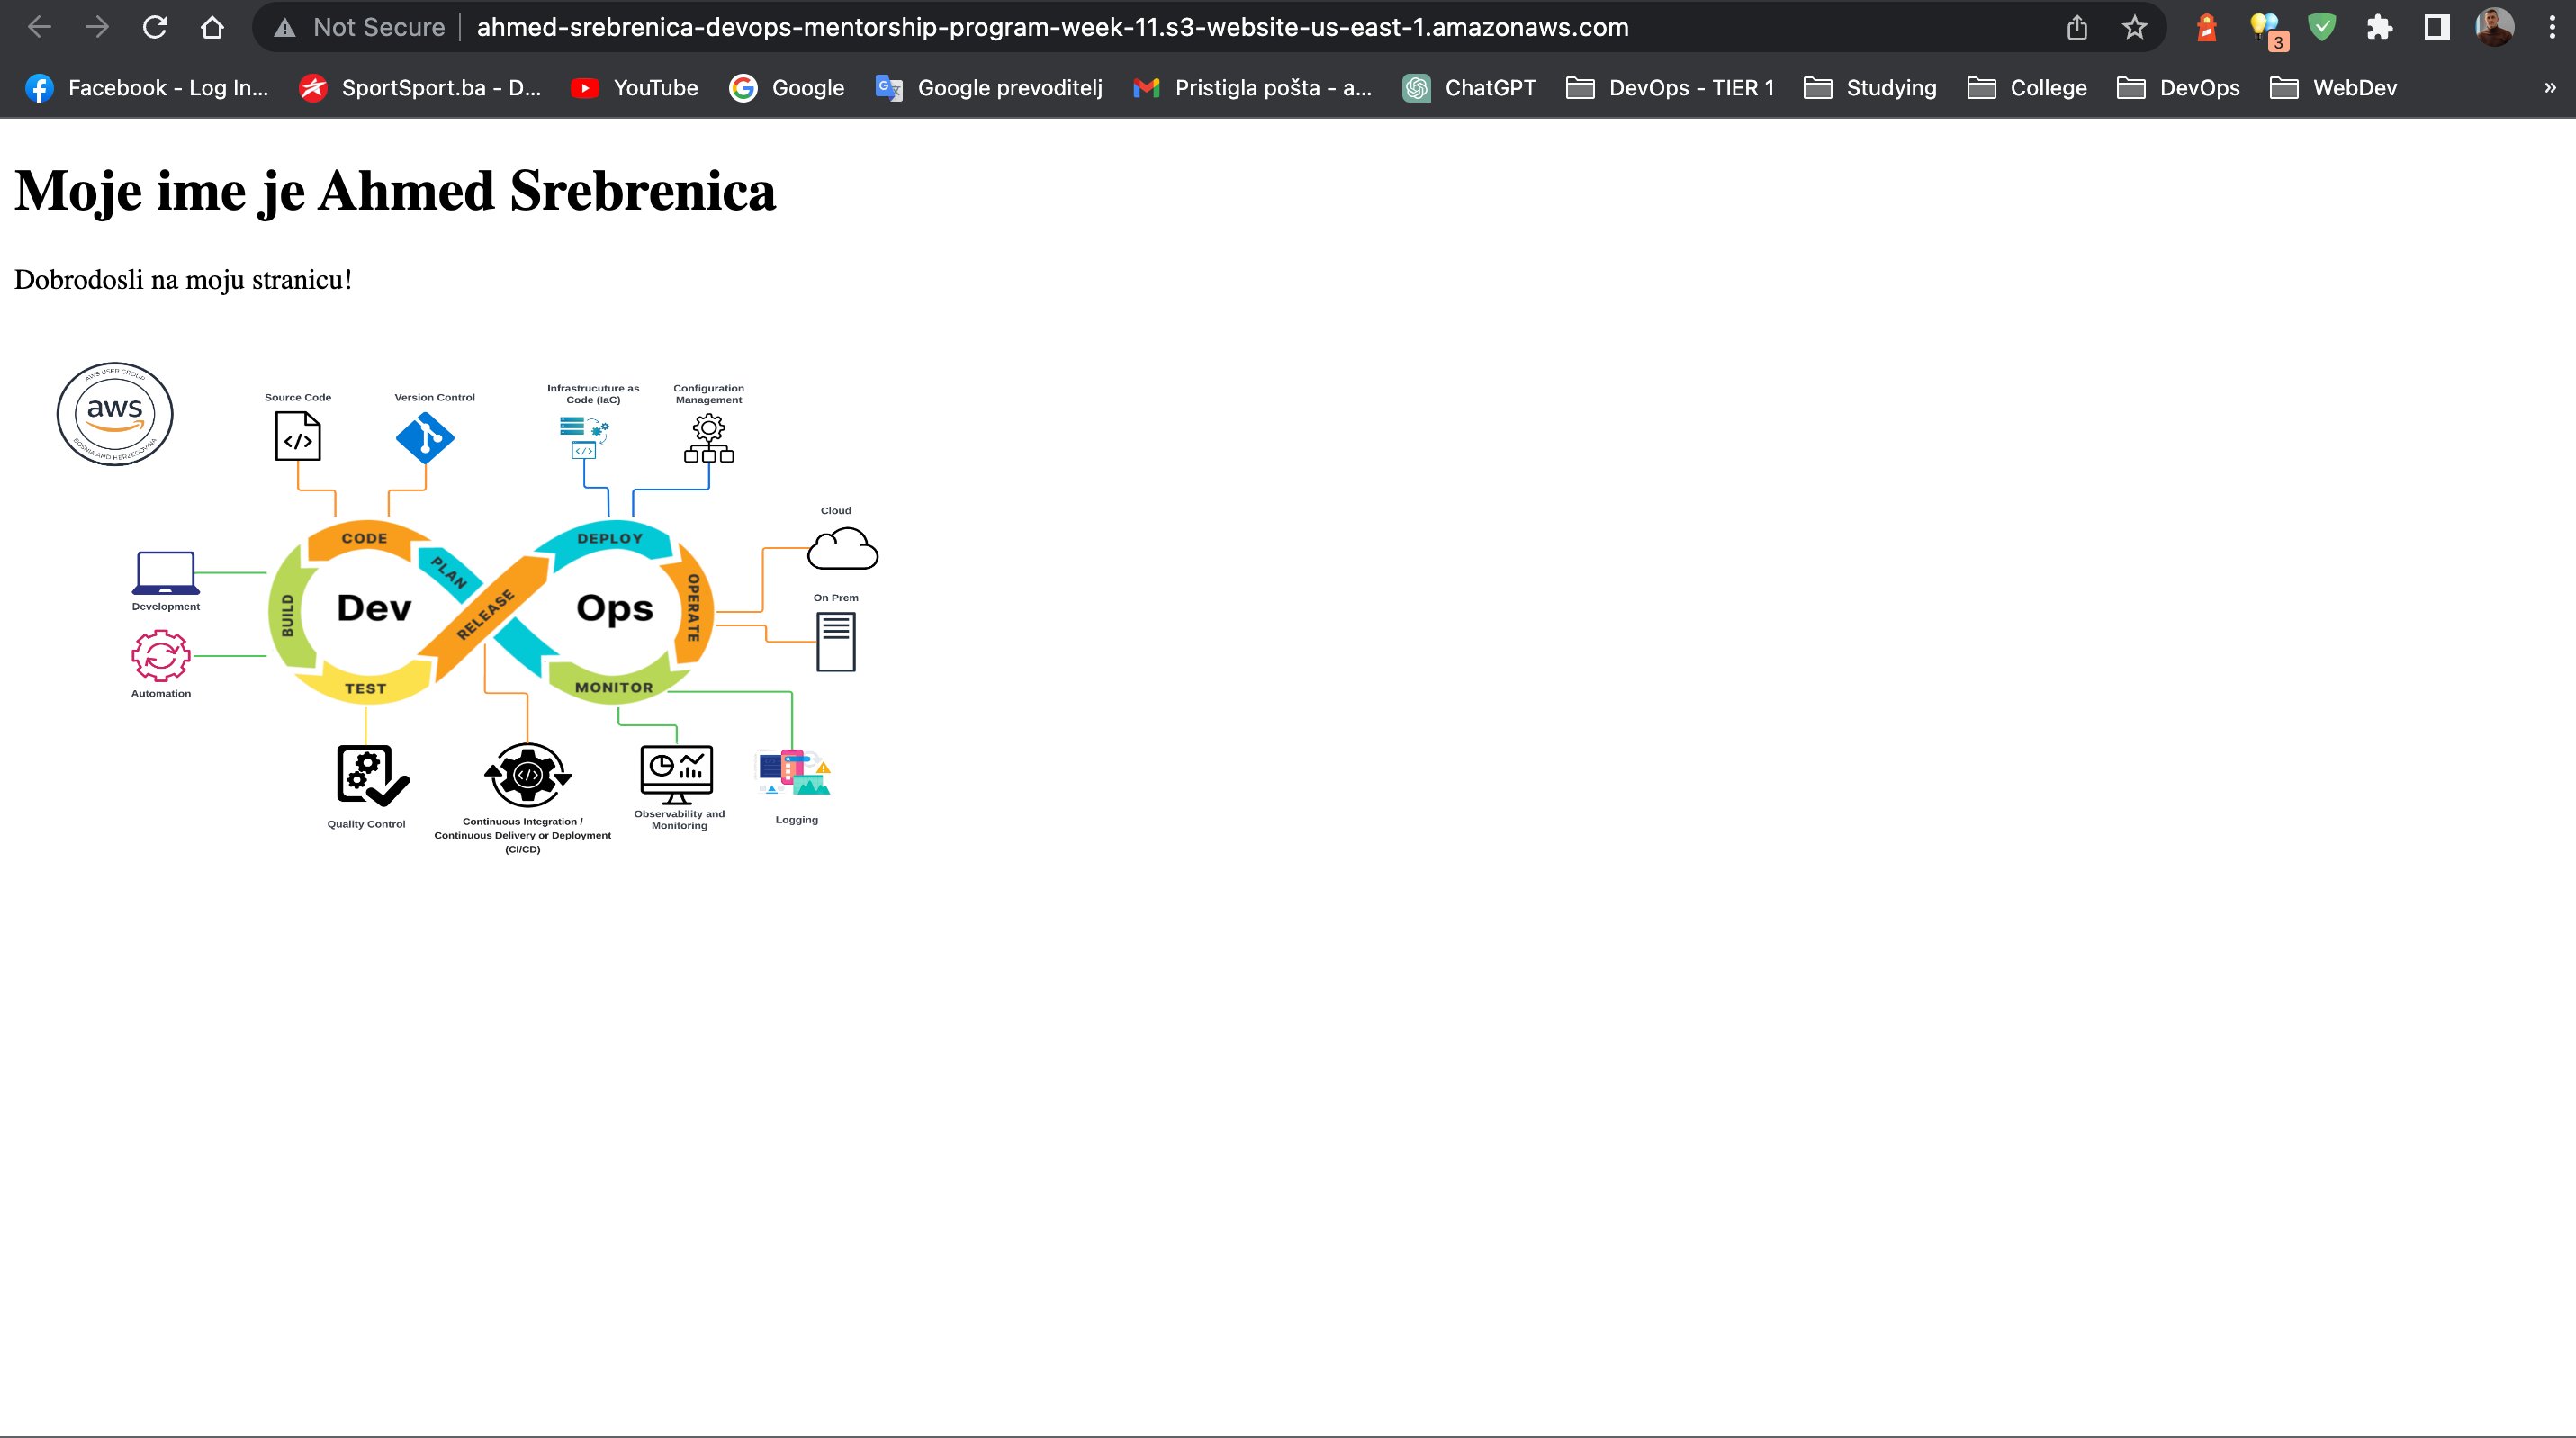 Not Secure
ahmed-srebrenica-devops-mentorship-program-week-11.s3-website-us-east-1.amazonaws.com
3
Facebook - Log In...
SportSport.ba - D...
YouTube
Google
Google prevoditelj
Pristigla pošta - a...
ChatGPT
DevOps - TIER 1
Studying
College
DevOps
WebDev
»
Moje ime je Ahmed Srebrenica
Dobrodosli na moju stranicu!
AWS USER GROUP
aws
BOSNIA AND HERZEGOVINA
Source Code
Version Control
Infrastrucuture as
Code (IaC)
Configuration
Management
Cloud
On Prem
Development
Automation
CODE
PLAN
BUILD
Dev
TEST
RELEASE
DEPLOY
Ops
OPERATE
MONITOR
Quality Control
Continuous Integration /
Continuous Delivery or Deployment
(CI/CD)
Observability and
Monitoring
Logging